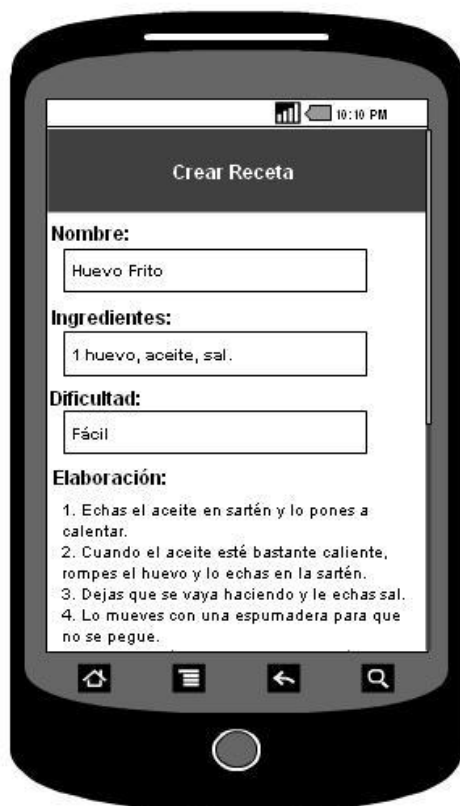 10:10 PM
Crear Receta
Nombre:
Huevo Frito
Ingredientes:
1 huevo, aceite, sal.
Dificultad:
Fácil
Elaboración:
1. Echas el aceite en sartén y lo pones a
calentar.
2. Cuando el aceite esté bastante caliente,
rompes el huevo y lo echas en la sartén.
3. Dejas que se vaya haciendo y le echas sal.
4. Lo mueves con una espumadera para que
no se pegue.